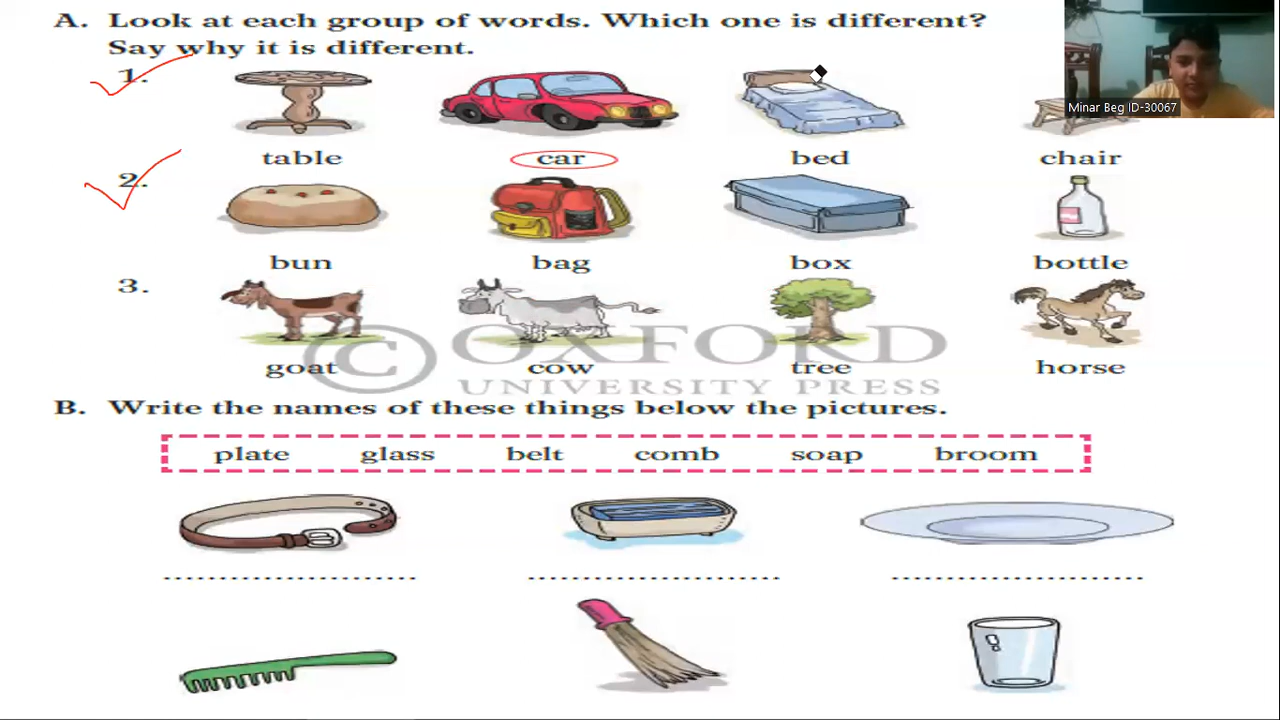 A. Look at each group of words. Which one is different?
Say why it is different.
1.
Minar Beg ID-30067
table car bed chair
2.
bun bag box bottle
3.
goat cow tree horse
© OXFORD
UNIVERSITY PRESS
B. Write the names of these things below the pictures.
plate glass belt comb soap broom